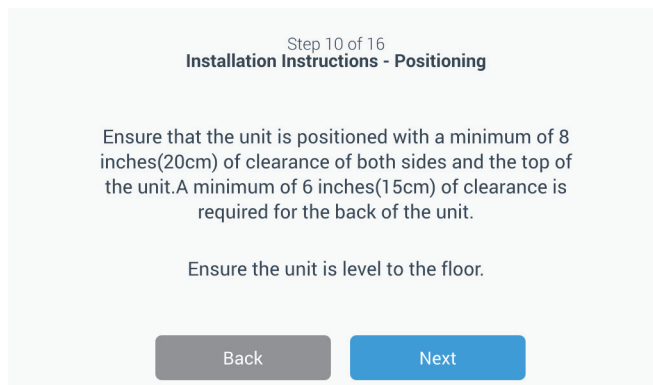 Step 10 of 16
Installation Instructions - Positioning
Ensure that the unit is positioned with a minimum of 8
inches(20cm) of clearance of both sides and the top of
the unit.A minimum of 6 inches(15cm) of clearance is
required for the back of the unit.
Ensure the unit is level to the floor.
Back
Next